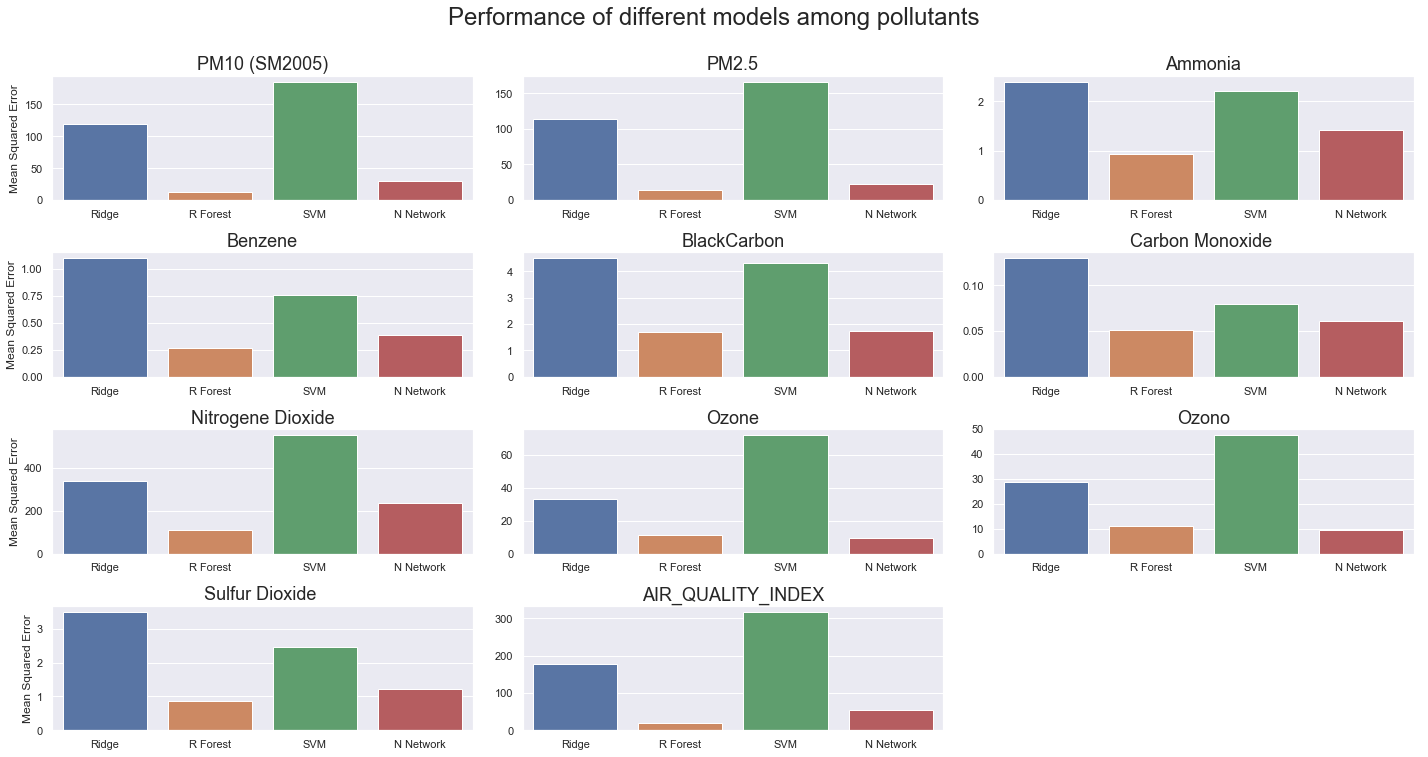 Performance of different models among pollutants
PM10 (SM2005)
Mean Squared Error
150
100
50
0
Ridge R Forest SVM N Network
PM2.5
150
100
50
0
Ridge R Forest SVM N Network
Ammonia
2
1
0
Ridge R Forest SVM N Network
Benzene
Mean Squared Error
1.00
0.75
0.50
0.25
0.00
Ridge R Forest SVM N Network
BlackCarbon
4
3
2
1
0
Ridge R Forest SVM N Network
Carbon Monoxide
0.10
0.05
0.00
Ridge R Forest SVM N Network
Nitrogene Dioxide
Mean Squared Error
400
200
0
Ridge R Forest SVM N Network
Ozone
60
40
20
0
Ridge R Forest SVM N Network
Ozono
50
40
30
20
10
0
Ridge R Forest SVM N Network
Sulfur Dioxide
Mean Squared Error
3
2
1
0
Ridge R Forest SVM N Network
AIR_QUALITY_INDEX
300
200
100
0
Ridge R Forest SVM N Network